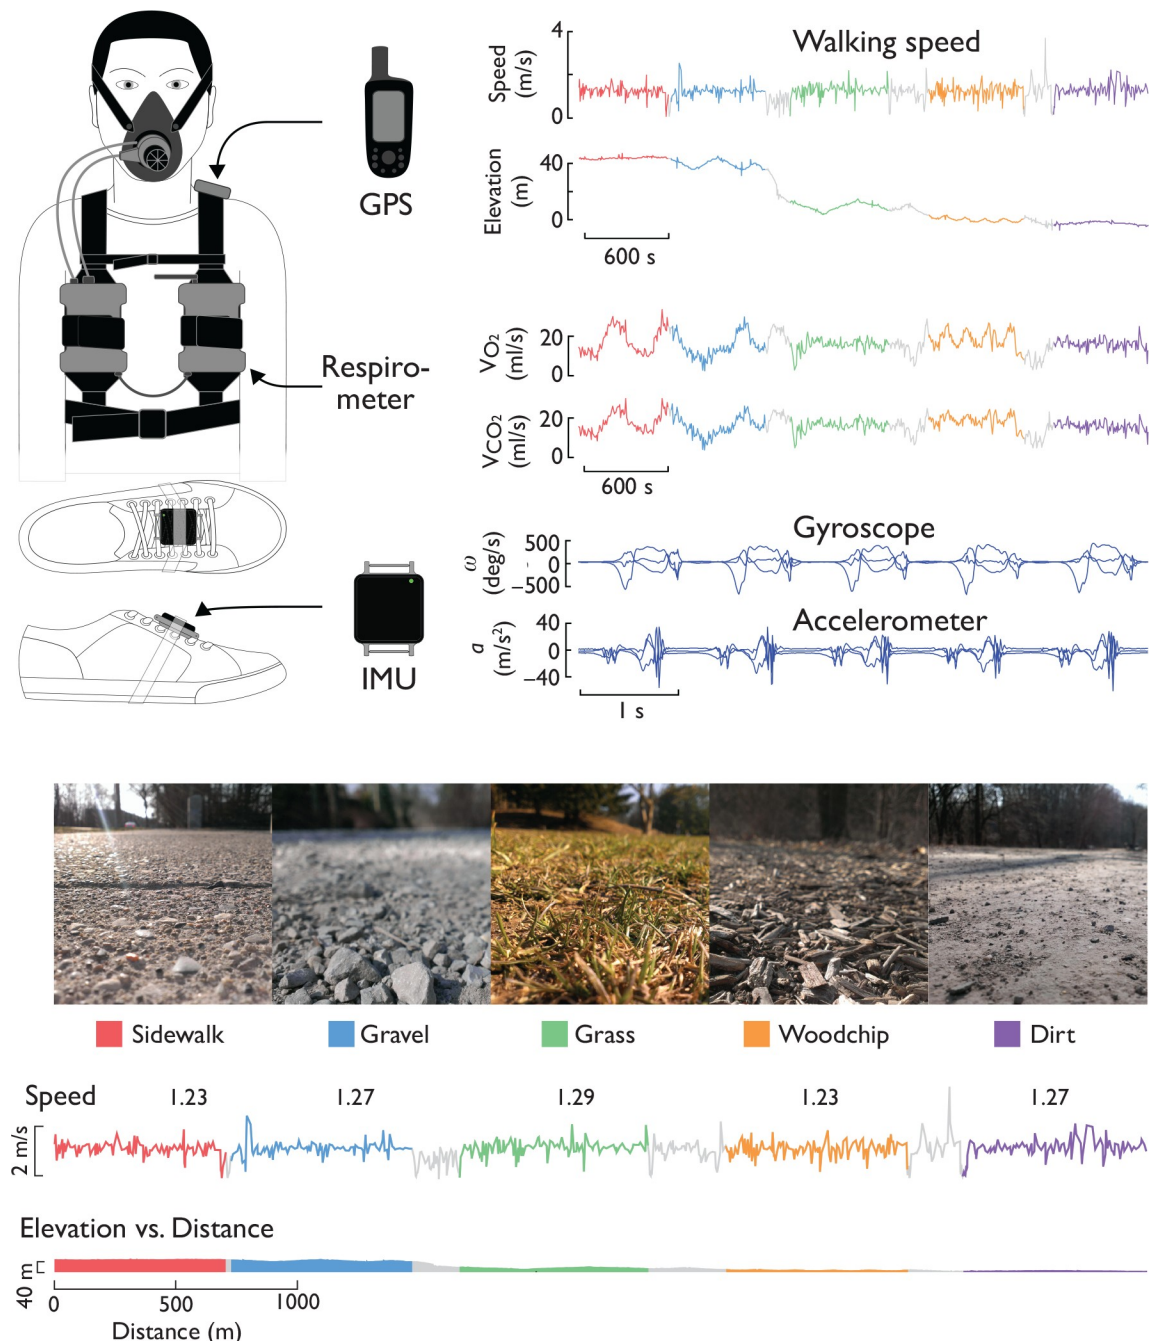 Walking speed
4
0
Speed
(m/s)
GPS
40
0
Elevation
(m)
600 s
20
0
VO2
(ml/s)
Respiro-
meter
20
0
VCO2
(ml/s)
600 s
Gyroscope
500
0
−500
ω
(deg/s)
Accelerometer
40
0
−40
a
(m/s²)
IMU
1 s
Sidewalk Gravel Grass Woodchip Dirt
Speed 1.23 1.27 1.29 1.23 1.27
2 m/s
Elevation vs. Distance
40 m
0 500 1000
Distance (m)